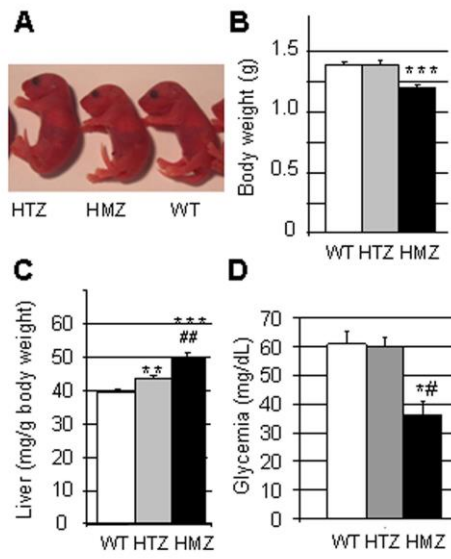 A
HTZ HMZ WT
B
Body weight (g)
1.5
1.0
0.5
0
***
WT HTZ HMZ
C
Liver (mg/g body weight)
60
50
40
30
20
10
0
**
***
##
WT HTZ HMZ
D
Glycemia (mg/dL)
70
60
50
40
30
20
10
0
*#
WT HTZ HMZ